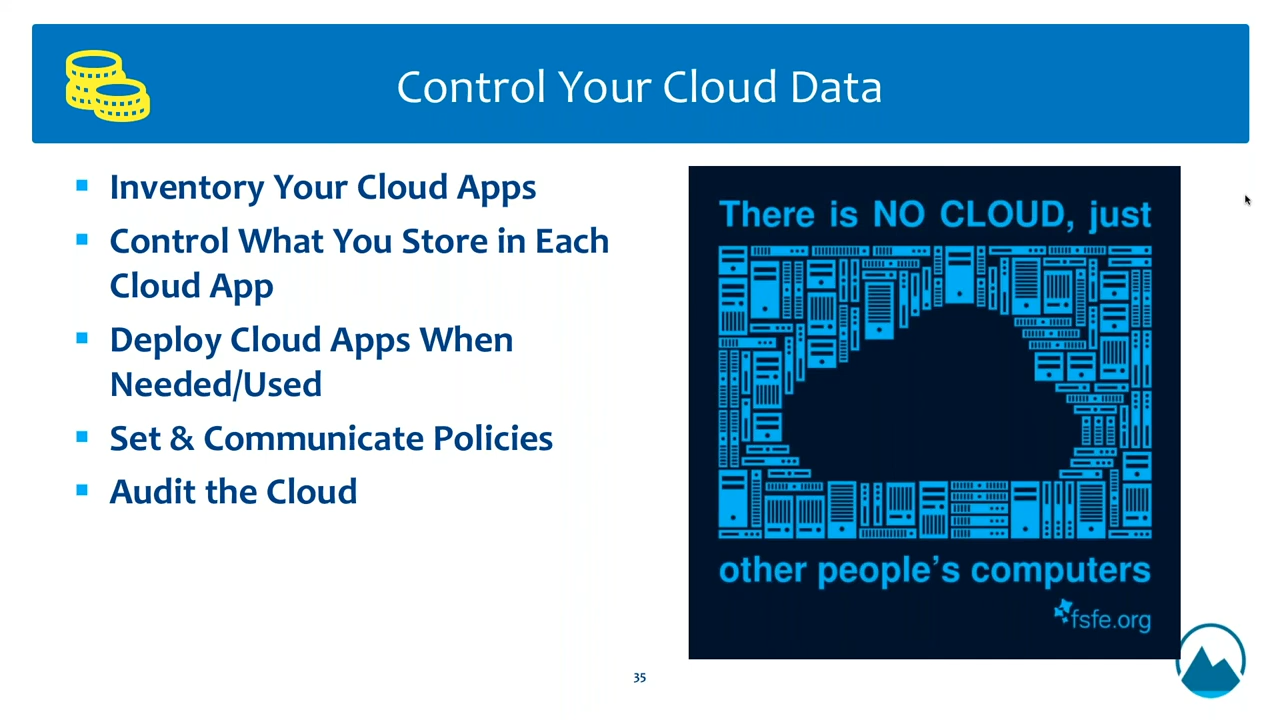 Control Your Cloud Data
Inventory Your Cloud Apps
Control What You Store in Each
Cloud App
Deploy Cloud Apps When
Needed/Used
Set & Communicate Policies
Audit the Cloud
There is NO CLOUD, just
other people's computers
fsfe.org
35